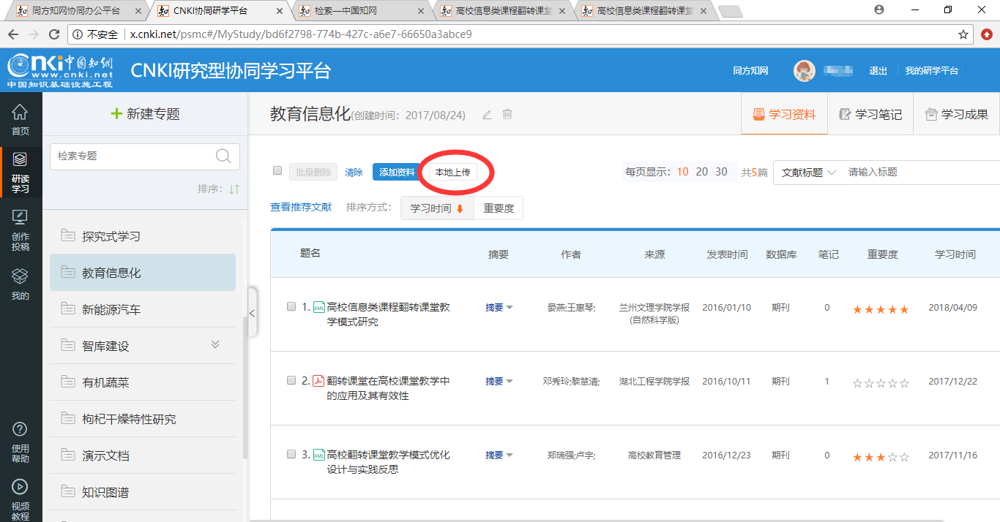 同方知网协同办公平台
CNKI协同研学平台
检索—中国知网
高校信息类课程翻转课堂
高校信息类课程翻转课堂
不安全 x.cnki.net/psmc#/MyStudy/bd6f2798-774b-427c-a6e7-66650a3abce9
cnki中国知网
www.cnki.net
中国知识基础设施工程
CNKI研究型协同学习平台
同方知网
退出
我的研学平台
首页
研读
学习
创作
投稿
我的
使用
帮助
视频
教程
新建专题
检索专题
排序：
探究式学习
教育信息化
新能源汽车
智库建设
有机蔬菜
枸杞干燥特性研究
演示文档
知识图谱
教育信息化(创建时间：2017/08/24)
学习资料
学习笔记
学习成果
批量删除 清除 添加资料 本地上传
每页显示: 10 20 30 共5篇
文献标题 请输入标题
查看推荐文献 排序方式: 学习时间 重要度
题名 摘要 作者 来源 发表时间 数据库 笔记 重要度 学习时间
1. XML 高校信息类课程翻转课堂教
学模式研究
摘要 晏燕;王惠琴; 兰州文理学院学报
(自然科学版)
2016/01/10 期刊 0 ★★★★★ 2018/04/09
2. 翻转课堂在高校课堂教学中
的应用及其有效性
摘要 邓秀玲;黎慧清; 湖北工程学院学报 2016/10/11 期刊 1 ☆☆☆☆☆ 2017/12/22
3. XML 高校翻转课堂教学模式优化
设计与实践反思
摘要 郑瑞强;卢宇; 高校教育管理 2016/12/23 期刊 0 ★★★☆☆ 2017/11/16